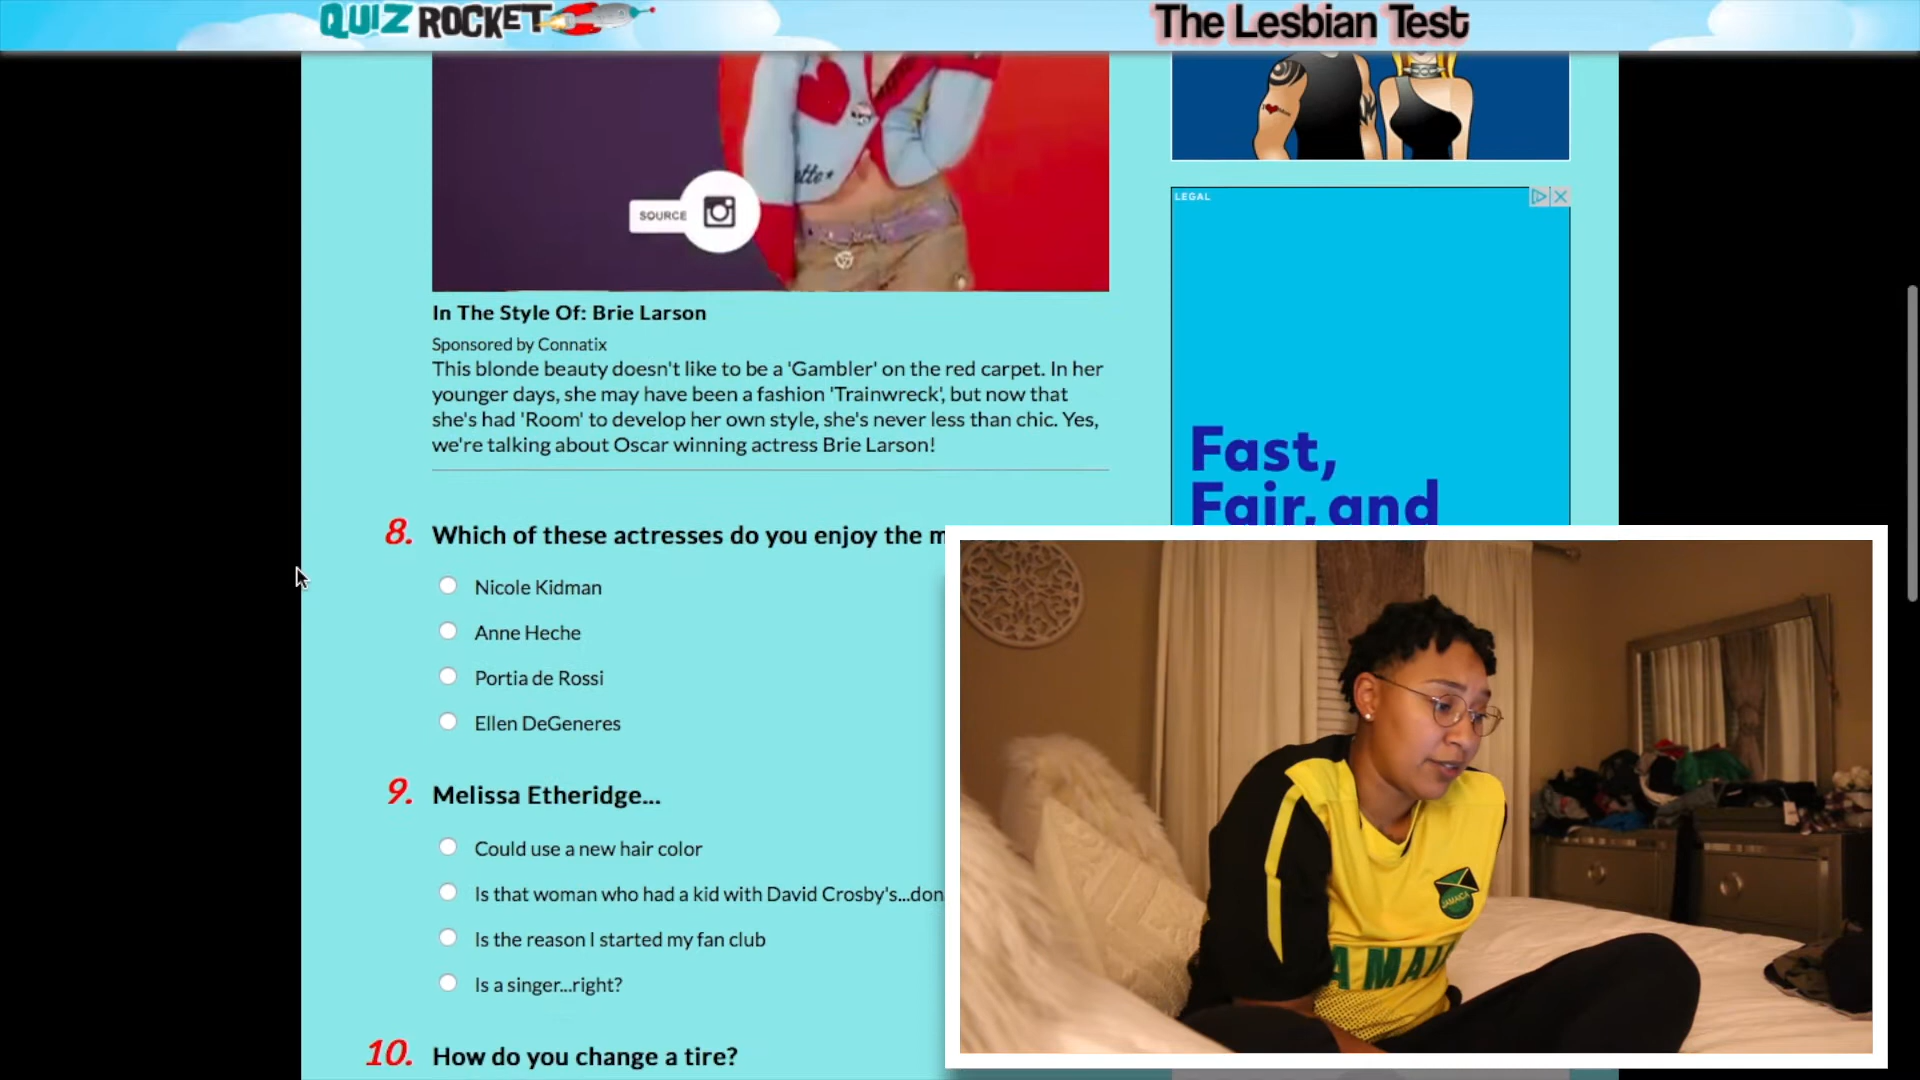 QUIZ ROCKET
The Lesbian Test
SOURCE
In The Style Of: Brie Larson
Sponsored by Connatix
This blonde beauty doesn't like to be a 'Gambler' on the red carpet. In her
younger days, she may have been a fashion 'Trainwreck', but now that
she's had 'Room' to develop her own style, she's never less than chic. Yes,
we're talking about Oscar winning actress Brie Larson!
LEGAL
Fast,
Fair, and
8. Which of these actresses do you enjoy the m
Nicole Kidman
Anne Heche
Portia de Rossi
Ellen DeGeneres
9. Melissa Etheridge...
Could use a new hair color
Is that woman who had a kid with David Crosby's...don
Is the reason I started my fan club
Is a singer...right?
10. How do you change a tire?
JAMAICA
AMAI